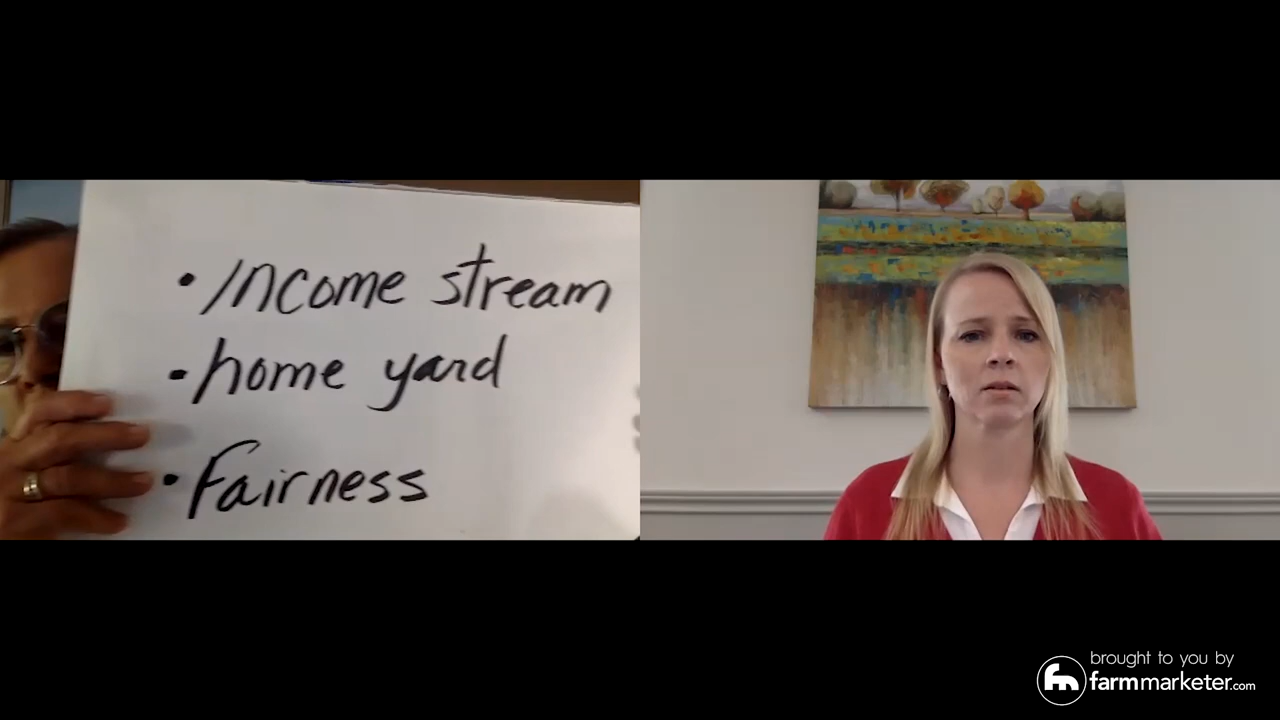 • Income stream
• home yard
• Fairness
brought to you by
farmmarketer.com